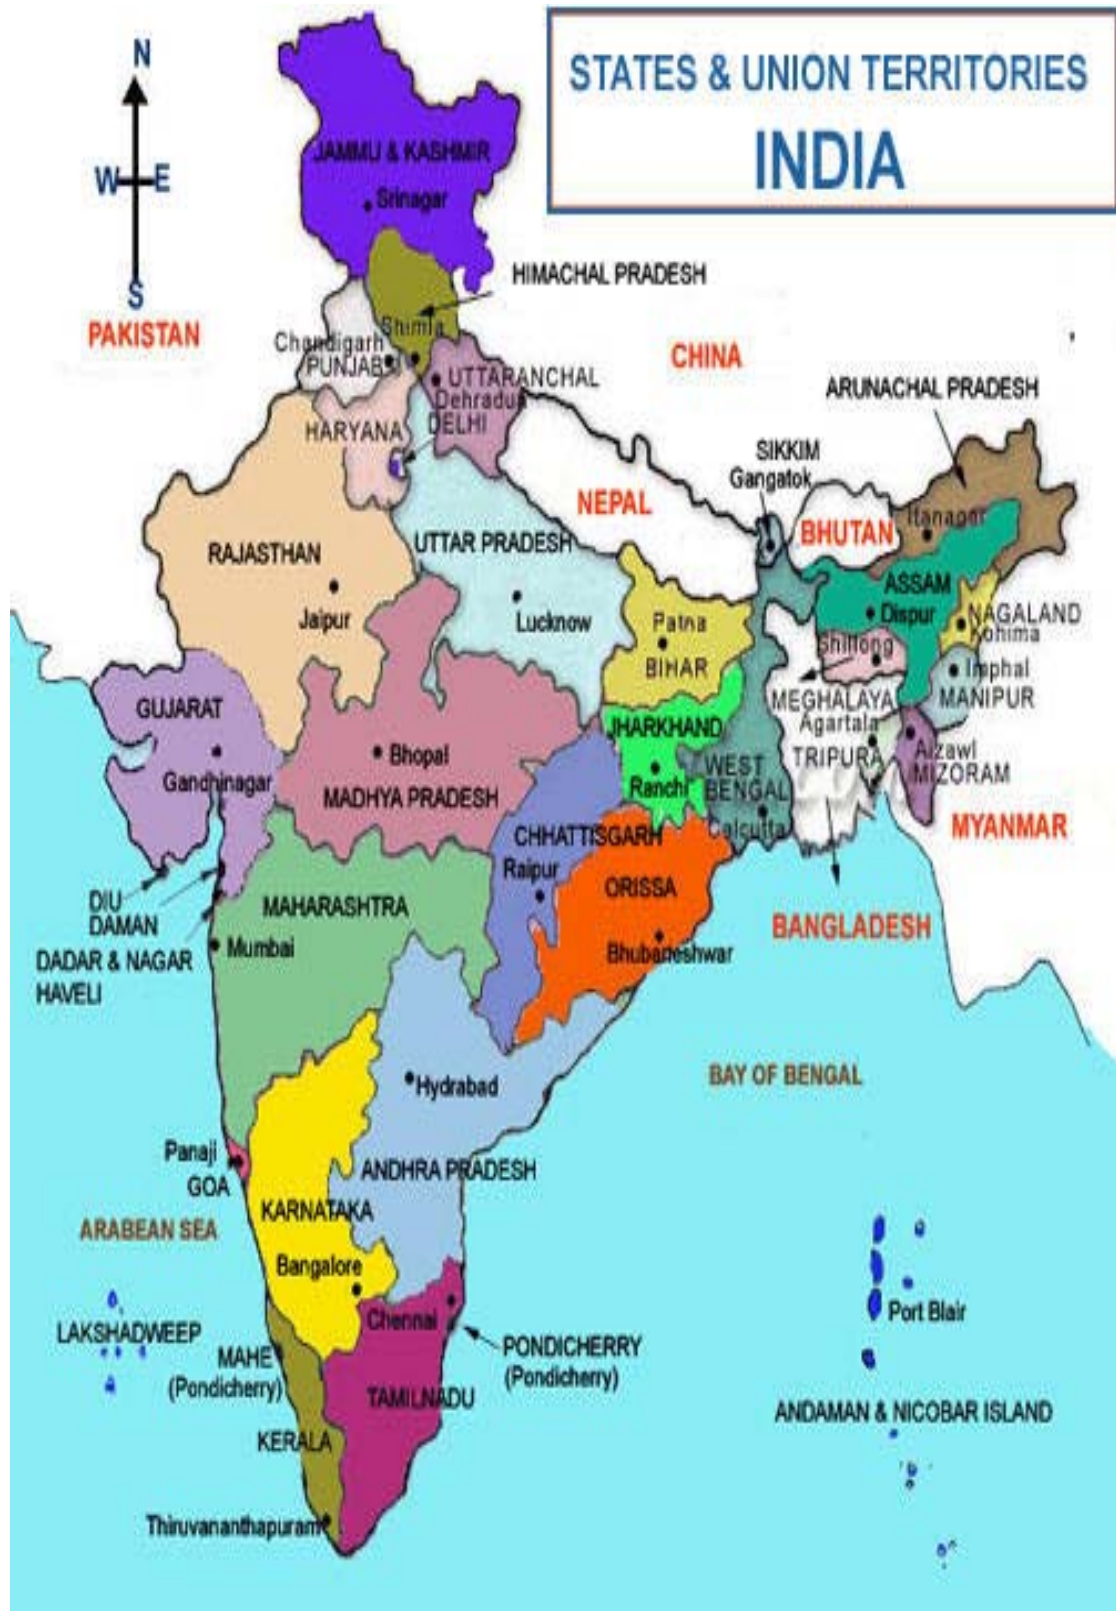 STATES & UNION TERRITORIES
INDIA
N
W
E
S
JAMMU & KASHMIR
Srinagar
HIMACHAL PRADESH
PAKISTAN
Shimla
Chandigarh
PUNJAB
CHINA
UTTARANCHAL
Dehradun
DELHI
HARYANA
ARUNACHAL PRADESH
SIKKIM
Gangatok
NEPAL
BHUTAN
Itanagar
RAJASTHAN
UTTAR PRADESH
ASSAM
Jaipur
Lucknow
Patna
BIHAR
Dispur
NAGALAND
Kohima
Shillong
Imphal
MANIPUR
MEGHALAYA
Agartala
TRIPURA
Aizawl
MIZORAM
GUJARAT
Gandhinagar
Bhopal
MADHYA PRADESH
JHARKHAND
Ranchi
WEST
BENGAL
Calcutta
MYANMAR
CHHATTISGARH
Raipur
ORISSA
Bhubaneshwar
BANGLADESH
DIU
DAMAN
DADAR & NAGAR
HAVELI
MAHARASHTRA
Mumbai
BAY OF BENGAL
Hydrabad
Panaji
GOA
ANDHRA PRADESH
KARNATAKA
ARABEAN SEA
Bangalore
LAKSHADWEEP
Chennai
PONDICHERRY
(Pondicherry)
MAHE
(Pondicherry)
TAMILNADU
KERALA
Thiruvananthapuram
Port Blair
ANDAMAN & NICOBAR ISLAND